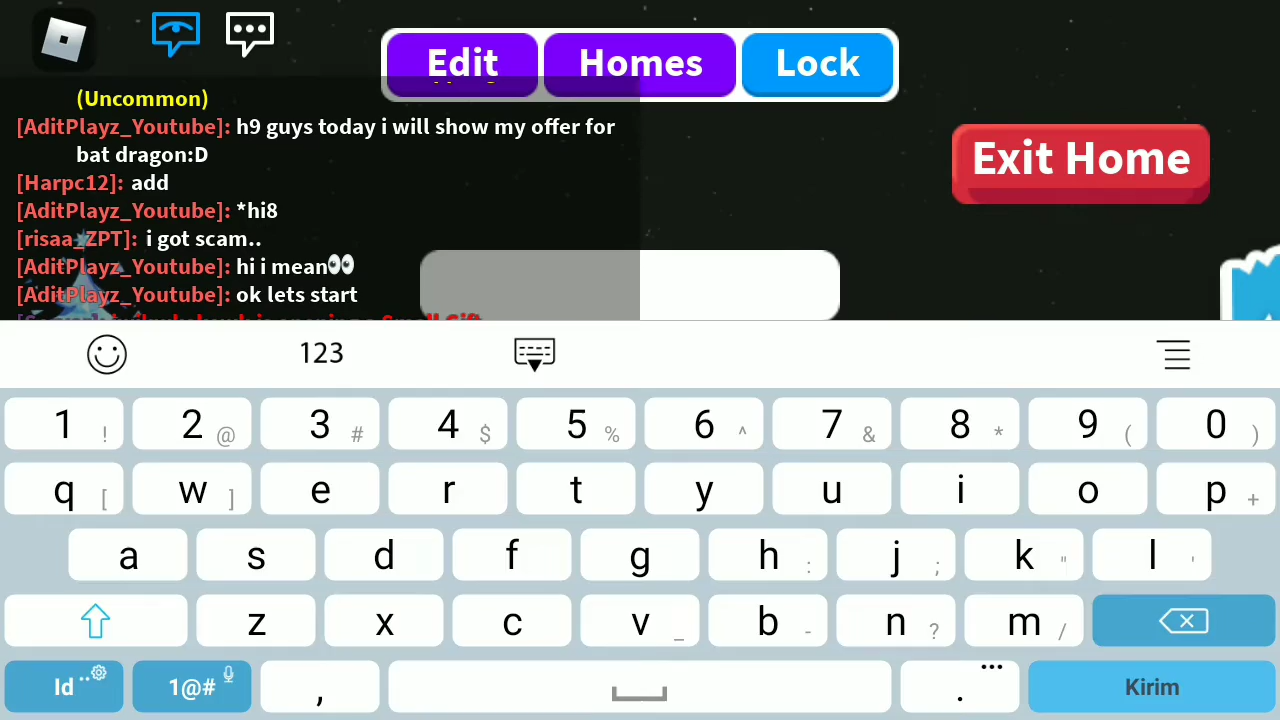 Edit Homes Lock
(Uncommon)
[AditPlayz_Youtube]: h9 guys today i will show my offer for
bat dragon:D
Exit Home
[Harpc12]: add
[AditPlayz_Youtube]: *hi8
[risaa_ZPT]: i got scam..
[AditPlayz_Youtube]: hi i mean👀
[AditPlayz_Youtube]: ok lets start
123
1 ! 2 @ 3 # 4 $ 5 % 6 ^ 7 & 8 * 9 ( 0 )
q [ w ] e r t y u i o p +
a s d f g h : j ; k " l '
z x c v _ b - n ? m /
Id 1@# , . Kirim